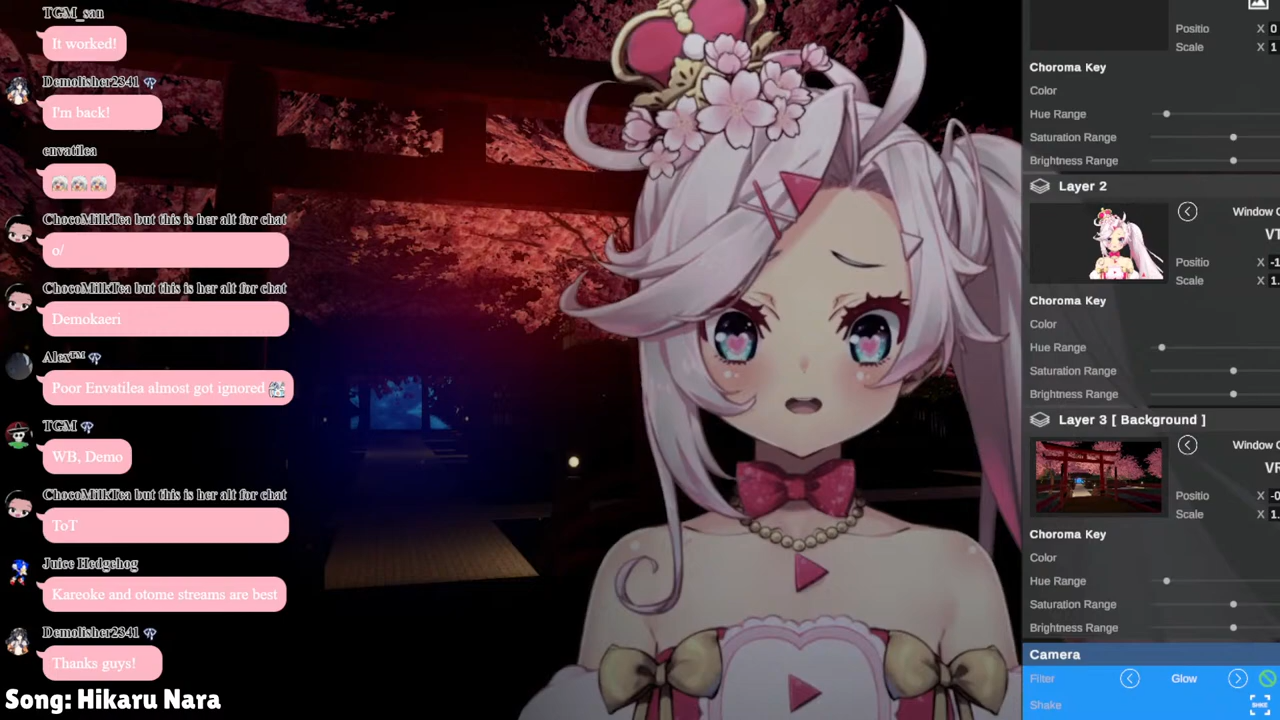 TGM_san
It worked!
Demolisher2341
I'm back!
envatilea
ChocoMilkTea but this is her alt for chat
o/
ChocoMilkTea but this is her alt for chat
Demokaeri
Alex™
Poor Envatilea almost got ignored
TGM
WB, Demo
ChocoMilkTea but this is her alt for chat
ToT
Juice Hedgehog
Kareoke and otome streams are best
Demolisher2341
Thanks guys!
Song: Hikaru Nara
Positio X 0
Scale X 1
Choroma Key
Color
Hue Range
Saturation Range
Brightness Range
Layer 2
Window
VT
Positio X -1
Scale X 1.
Choroma Key
Color
Hue Range
Saturation Range
Brightness Range
Layer 3 [ Background ]
Window
VR
Positio X -0
Scale X 1.
Choroma Key
Color
Hue Range
Saturation Range
Brightness Range
Camera
Filter Glow
Shake